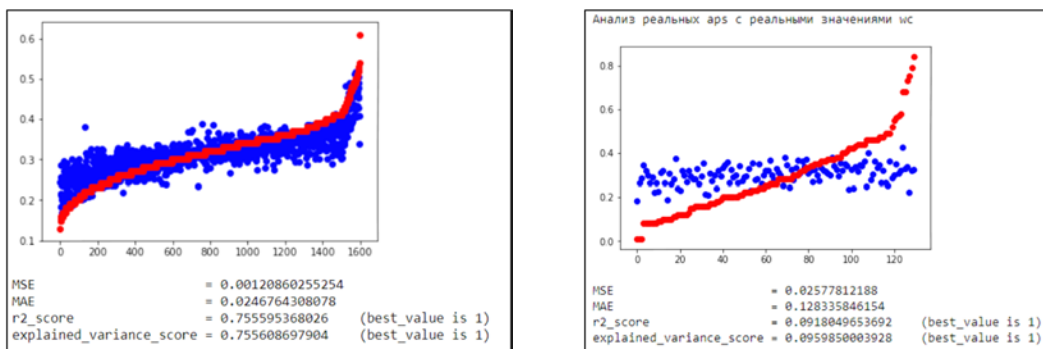 0.6
0.5
0.4
0.3
0.2
0.1
0 200 400 600 800 1000 1200 1400 1600
MSE = 0.00120860255254
MAE = 0.0246764308078
r2_score = 0.755595368026 (best_value is 1)
explained_variance_score = 0.755608697904 (best_value is 1)
Анализ реальных aps с реальными значениями wc
0.8
0.6
0.4
0.2
0.0
0 20 40 60 80 100 120
MSE = 0.02577812188
MAE = 0.128335846154
r2_score = 0.0918049653692 (best_value is 1)
explained_variance_score = 0.0959850003928 (best_value is 1)